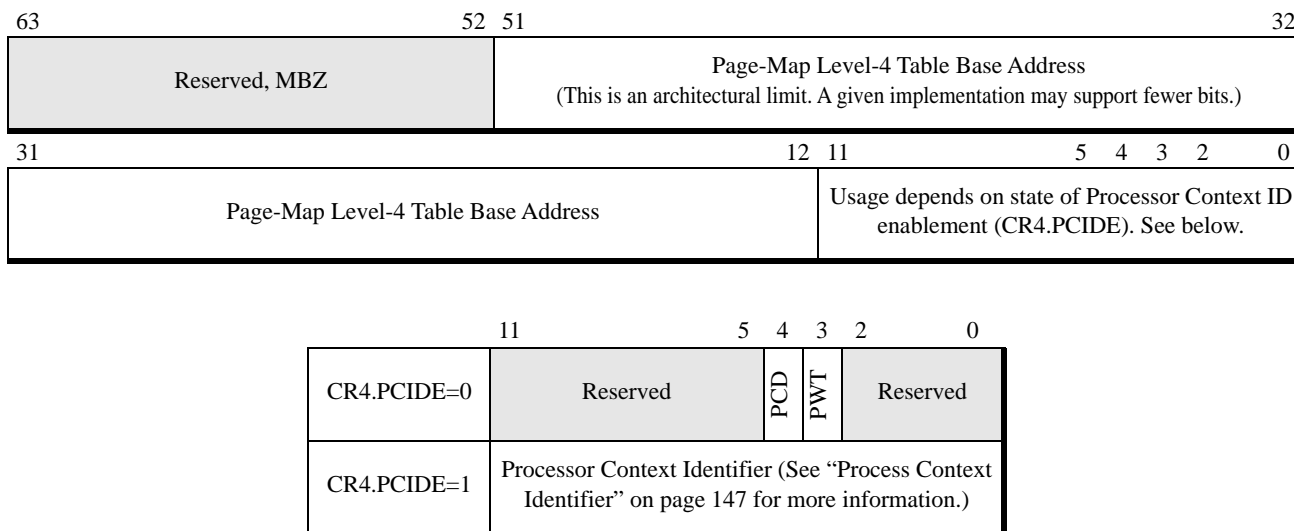 63 52 51 32
Reserved, MBZ
Page-Map Level-4 Table Base Address
(This is an architectural limit. A given implementation may support fewer bits.)
31 12 11 5 4 3 2 0
Page-Map Level-4 Table Base Address
Usage depends on state of Processor Context ID
enablement (CR4.PCIDE). See below.
11 5 4 3 2 0
CR4.PCIDE=0 Reserved PCD PWT Reserved
CR4.PCIDE=1
Processor Context Identifier (See “Process Context
Identifier” on page 147 for more information.)